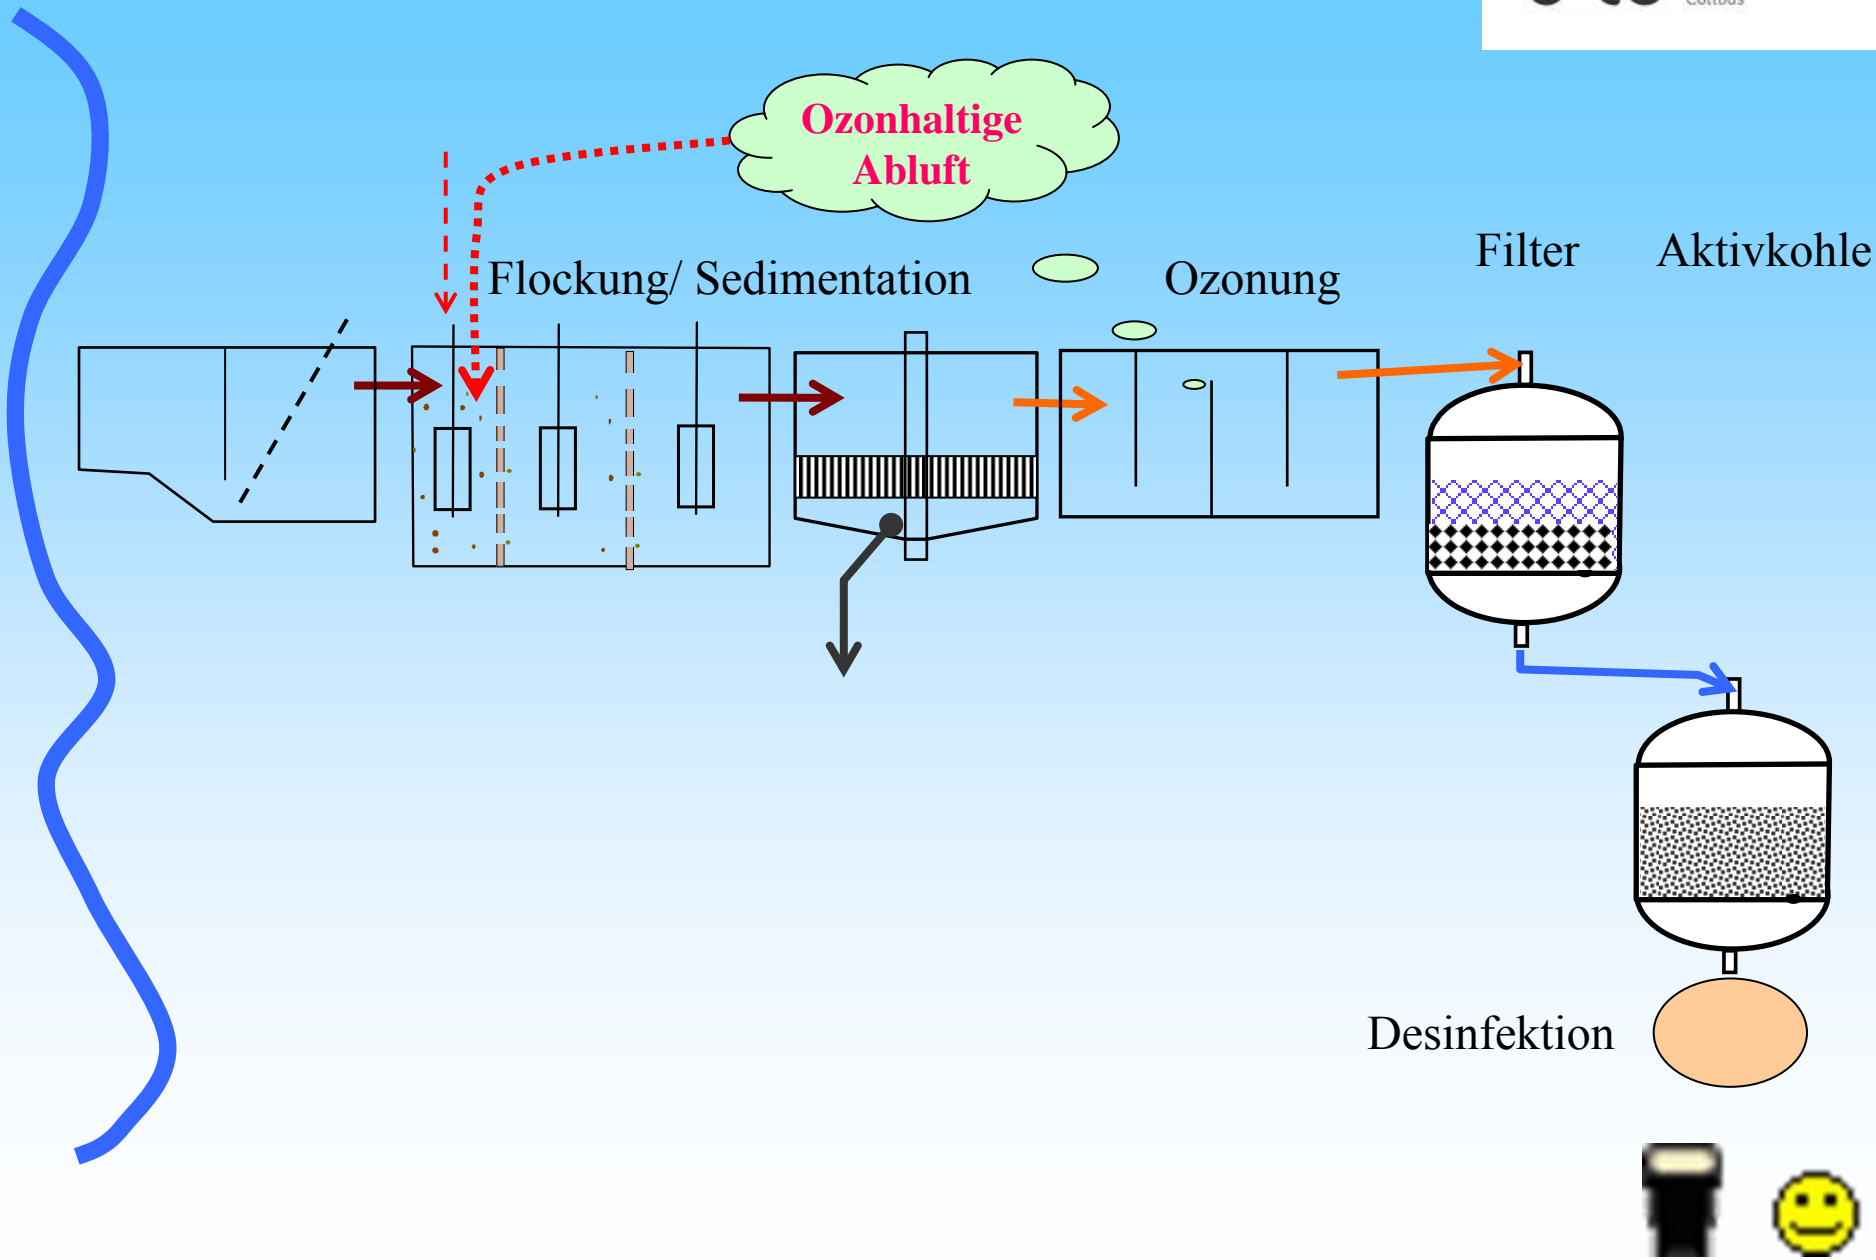 Ozonhaltige
Abluft
Flockung/ Sedimentation
Ozonung
Filter
Aktivkohle
Desinfektion